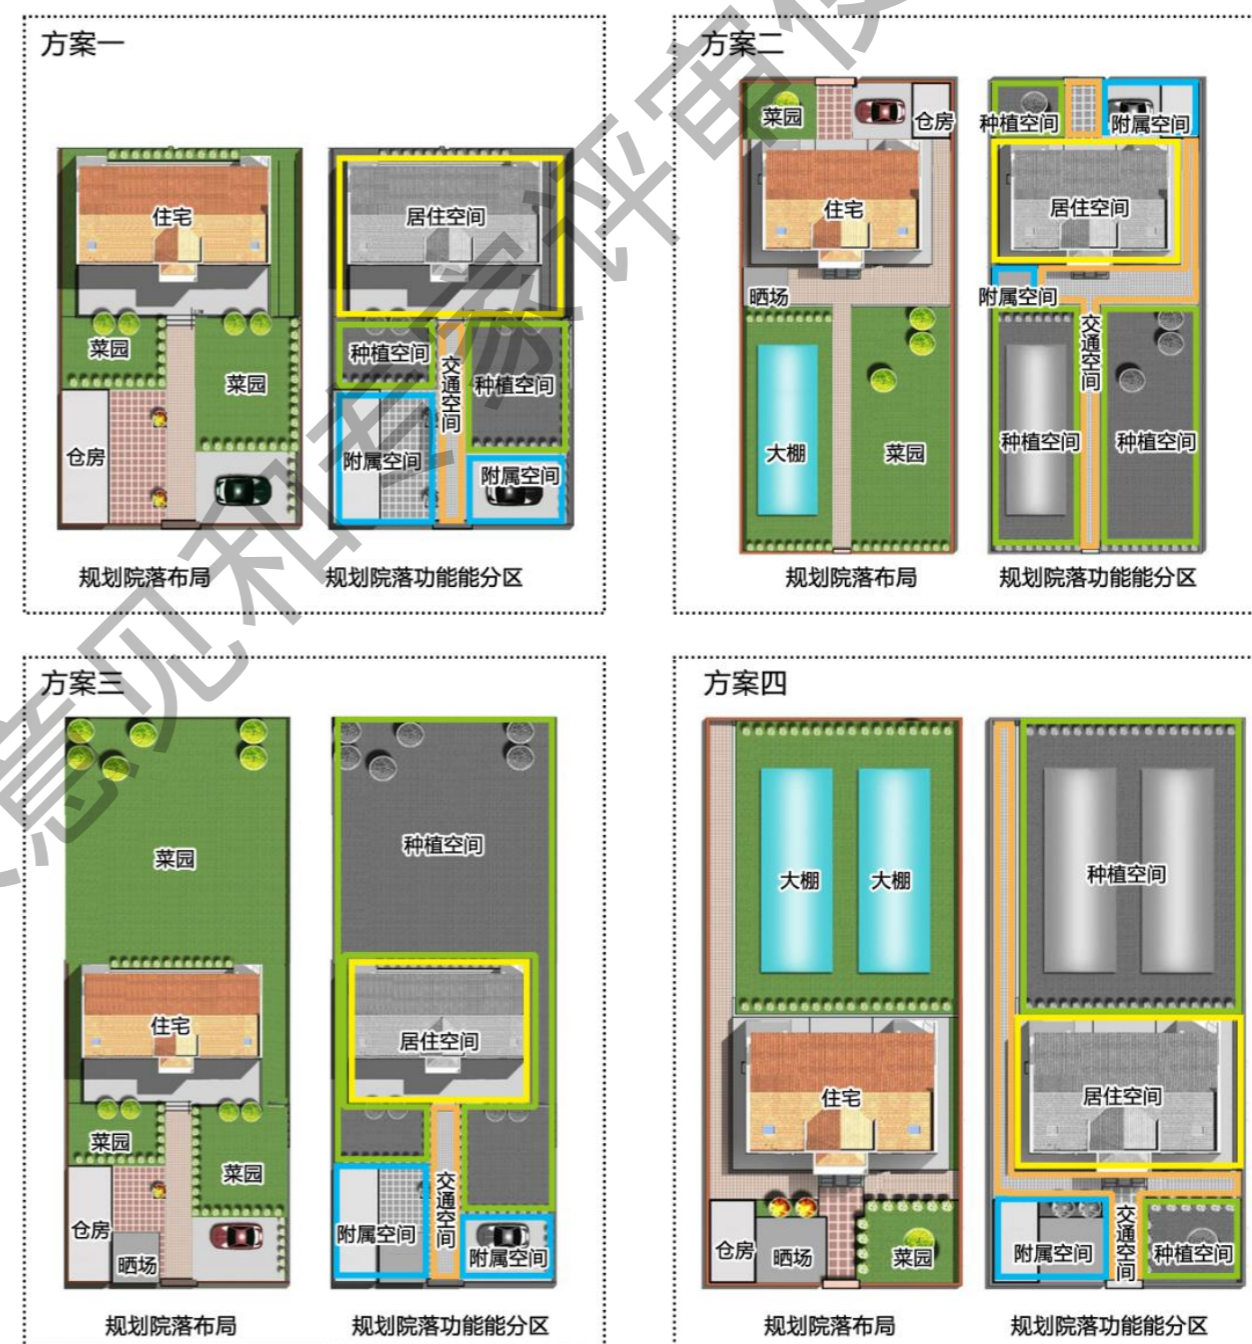 方案一
住宅
菜园
菜园
仓房
规划院落布局
居住空间
种植空间
交通空间
种植空间
附属空间
附属空间
规划院落功能能分区
方案二
菜园
仓房
住宅
晒场
大棚
菜园
规划院落布局
种植空间
附属空间
居住空间
附属空间
交通空间
种植空间
种植空间
规划院落功能能分区
方案三
菜园
住宅
菜园
菜园
仓房
晒场
规划院落布局
种植空间
居住空间
交通空间
附属空间
附属空间
规划院落功能能分区
方案四
大棚
大棚
住宅
仓房
晒场
菜园
规划院落布局
种植空间
居住空间
附属空间
交通空间
种植空间
规划院落功能能分区
意见和专家评审